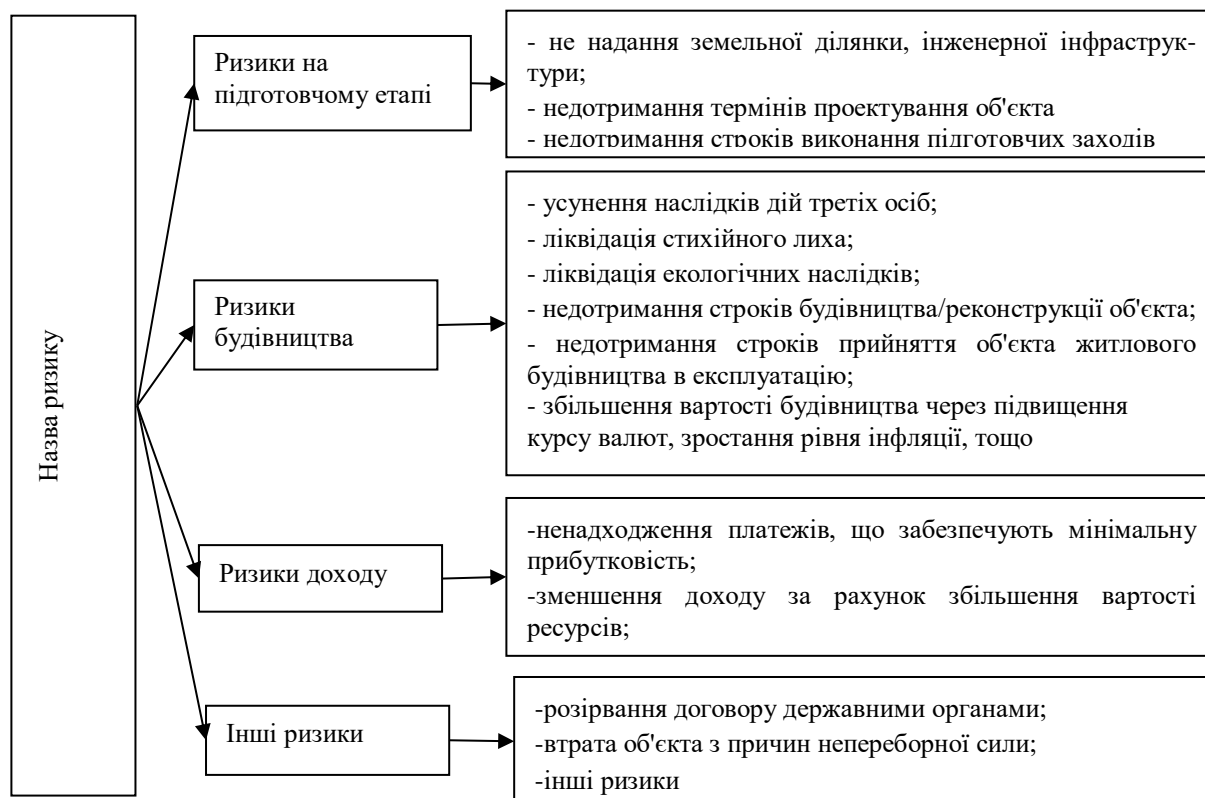 Назва ризику
Ризики на
підготовчому етапі
- не надання земельної ділянки, інженерної інфраструк-
тури;
- недотримання термінів проектування об'єкта
- недотримання строків виконання підготовчих заходів
Ризики
будівництва
- усунення наслідків дій третіх осіб;
- ліквідація стихійного лиха;
- ліквідація екологічних наслідків;
- недотримання строків будівництва/реконструкції об'єкта;
- недотримання строків прийняття об'єкта житлового
будівництва в експлуатацію;
- збільшення вартості будівництва через підвищення
курсу валют, зростання рівня інфляції, тощо
Ризики доходу
-ненадходження платежів, що забезпечують мінімальну
прибутковість;
-зменшення доходу за рахунок збільшення вартості
ресурсів;
Інші ризики
-розірвання договору державними органами;
-втрата об'єкта з причин непереборної сили;
-інші ризики